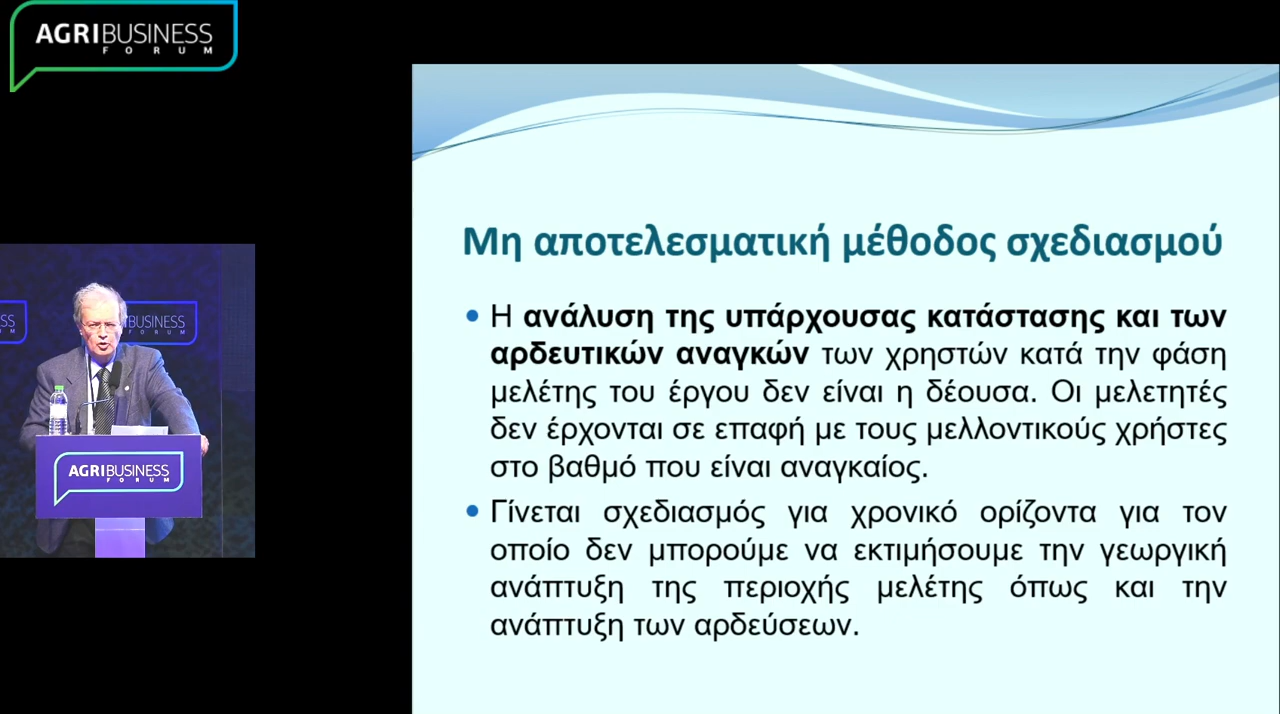 AGRIBUSINESS
FORUM
Μη αποτελεσματική μέθοδος σχεδιασμού
• Η ανάλυση της υπάρχουσας κατάστασης και των
αρδευτικών αναγκών των χρηστών κατά την φάση
μελέτης του έργου δεν είναι η δέουσα. Οι μελετητές
δεν έρχονται σε επαφή με τους μελλοντικούς χρήστες
στο βαθμό που είναι αναγκαίος.
• Γίνεται σχεδιασμός για χρονικό ορίζοντα για τον
οποίο δεν μπορούμε να εκτιμήσουμε την γεωργική
ανάπτυξη της περιοχής μελέτης όπως και την
ανάπτυξη των αρδεύσεων.
SS
UM
BUSINESS
FORUM
AGRIBUSINESS
FORUM